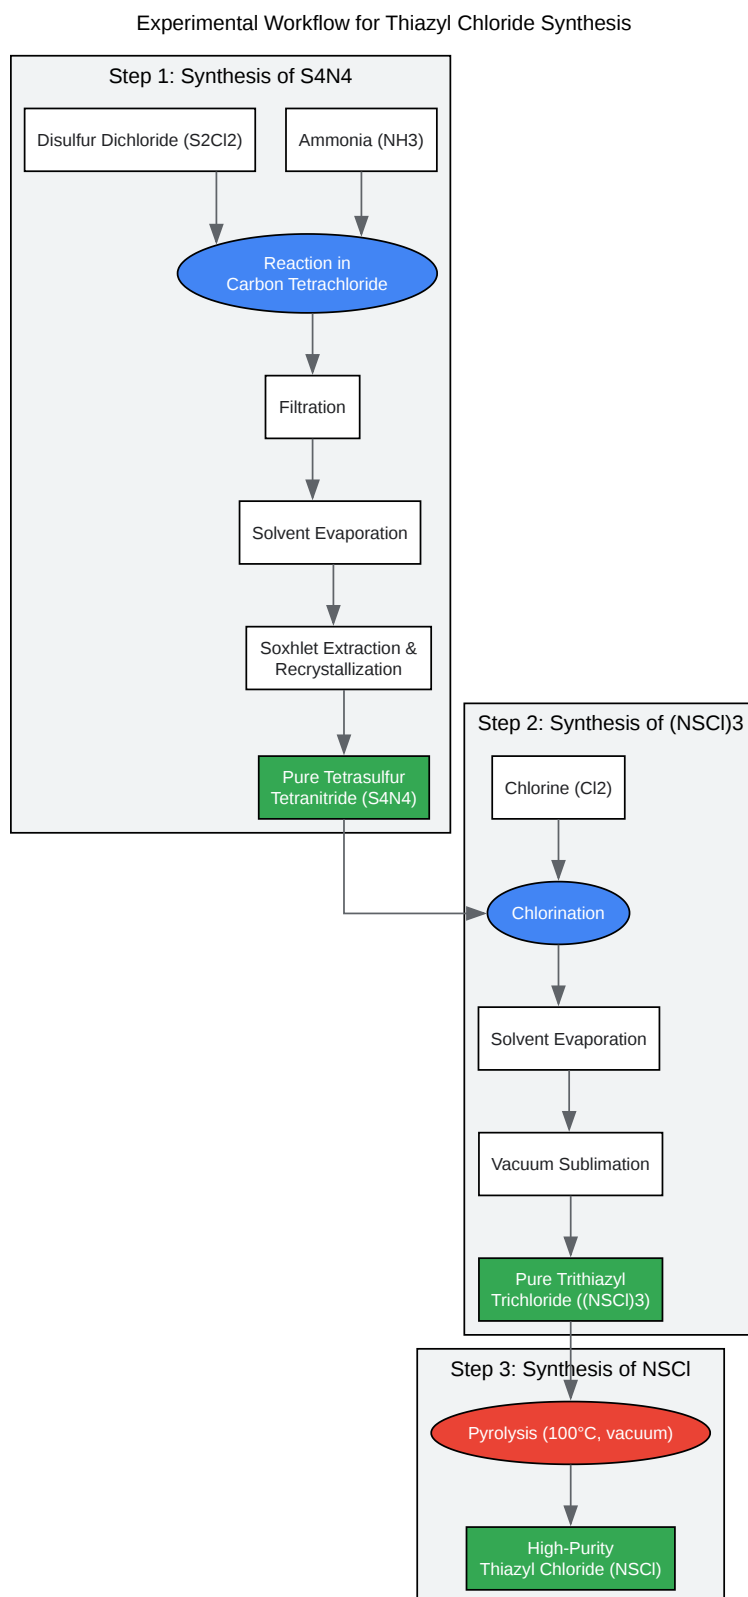 Experimental Workflow for Thiazyl Chloride Synthesis
Step 1: Synthesis of S4N4
Disulfur Dichloride (S2Cl2)
Ammonia (NH3)
Reaction in
Carbon Tetrachloride
Filtration
Solvent Evaporation
Soxhlet Extraction &
Recrystallization
Pure Tetrasulfur
Tetranitride (S4N4)
Step 2: Synthesis of (NSCl)3
Chlorine (Cl2)
Chlorination
Solvent Evaporation
Vacuum Sublimation
Pure Trithiazyl
Trichloride ((NSCl)3)
Step 3: Synthesis of NSCl
Pyrolysis (100°C, vacuum)
High-Purity
Thiazyl Chloride (NSCl)